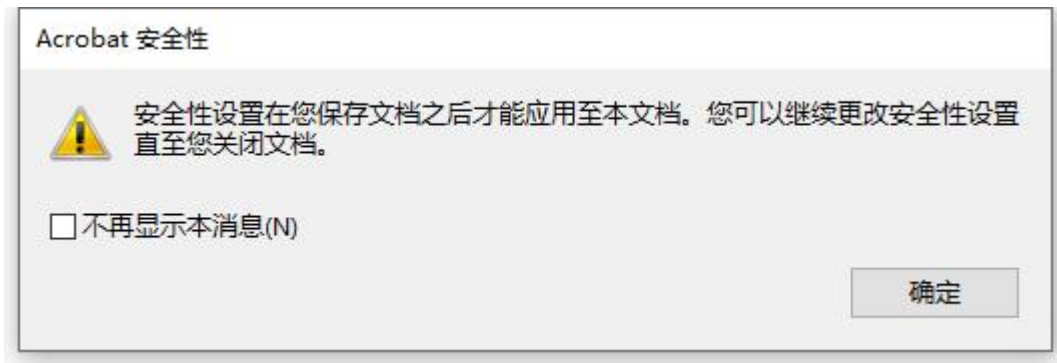 Acrobat 安全性
安全性设置在您保存文档之后才能应用至本文档。您可以继续更改安全性设置
直至您关闭文档。
不再显示本消息(N)
确定